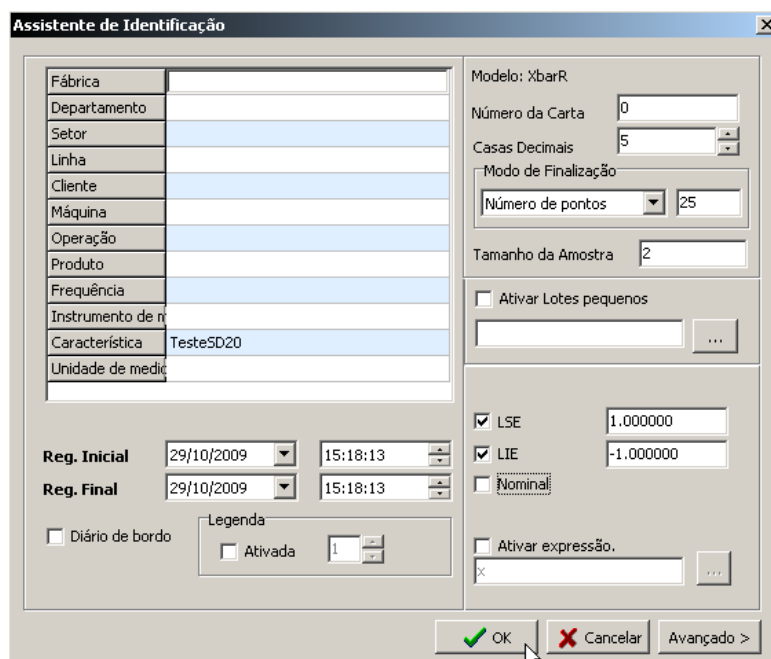 Assistente de Identificação
Fábrica
Departamento
Setor
Linha
Cliente
Máquina
Operação
Produto
Frequência
Instrumento de
Característica TesteSD20
Unidade de
Reg. Inicial 29/10/2009 15:18:13
Reg. Final 29/10/2009 15:18:13
Diário de bordo
Legenda
Ativada 1
Modelo: XbarR
Número da Carta 0
Casas Decimais 5
Modo de Finalização
Número de pontos 25
Tamanho da Amostra 2
Ativar Lotes pequenos
...
LSE 1.000000
LIE -1.000000
Nominal
Ativar expressão.
x ...
OK Cancelar Avançado >